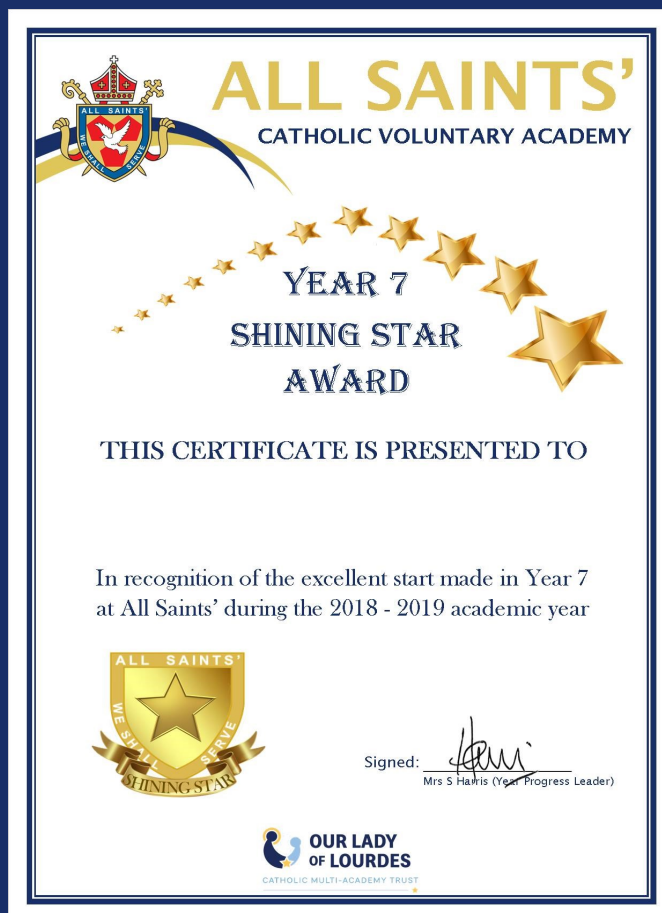 ALL SAINTS'
WE SHALL SERVE
ALL SAINTS’
CATHOLIC VOLUNTARY ACADEMY
YEAR 7
SHINING STAR
AWARD
THIS CERTIFICATE IS PRESENTED TO
In recognition of the excellent start made in Year 7
at All Saints’ during the 2018 - 2019 academic year
ALL SAINTS'
WE SHALL SERVE
SHINING STAR
Signed:
Mrs S Harris (Year Progress Leader)
OUR LADY
OF LOURDES
CATHOLIC MULTI-ACADEMY TRUST